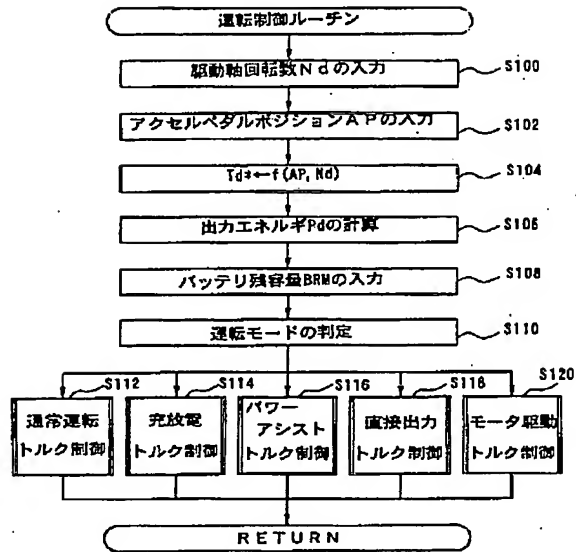 運転制御ルーチン
駆動軸回転数Ndの入力
S100
アクセルペダルポジションAPの入力
S102
Td*←f(AP, Nd)
S104
出力エネルギPdの計算
S106
バッテリ残容量BRMの入力
S108
運転モードの判定
S110
S112
S114
S116
S118
S120
通常運転
トルク制御
充放電
トルク制御
パワー
アシスト
トルク制御
直接出力
トルク制御
モータ駆動
トルク制御
RETURN